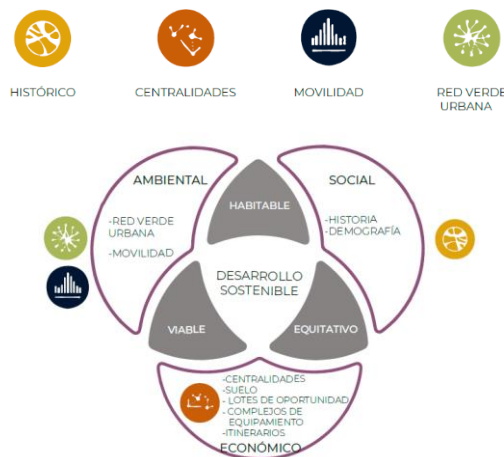 HISTÓRICO
CENTRALIDADES
MOVILIDAD
RED VERDE
URBANA
AMBIENTAL
-RED VERDE
URBANA
-MOVILIDAD
HABITABLE
SOCIAL
-HISTORIA
-DEMOGRAFÍA
DESARROLLO
SOSTENIBLE
VIABLE
EQUITATIVO
-CENTRALIDADES
-SUELO
- LOTES DE OPORTUNIDAD
- COMPLEJOS DE
EQUIPAMIENTO
-ITINERARIOS
ECONÓMICO